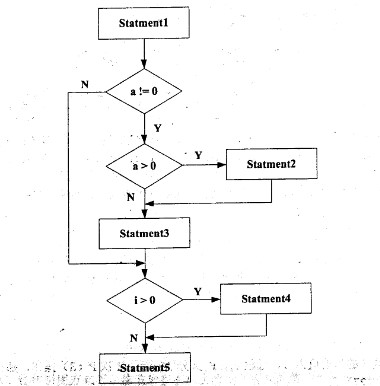 Statment1
N
a != 0
Y
a > 0
Y
Statment2
N
Statment3
i > 0
Y
Statment4
N
Statment5